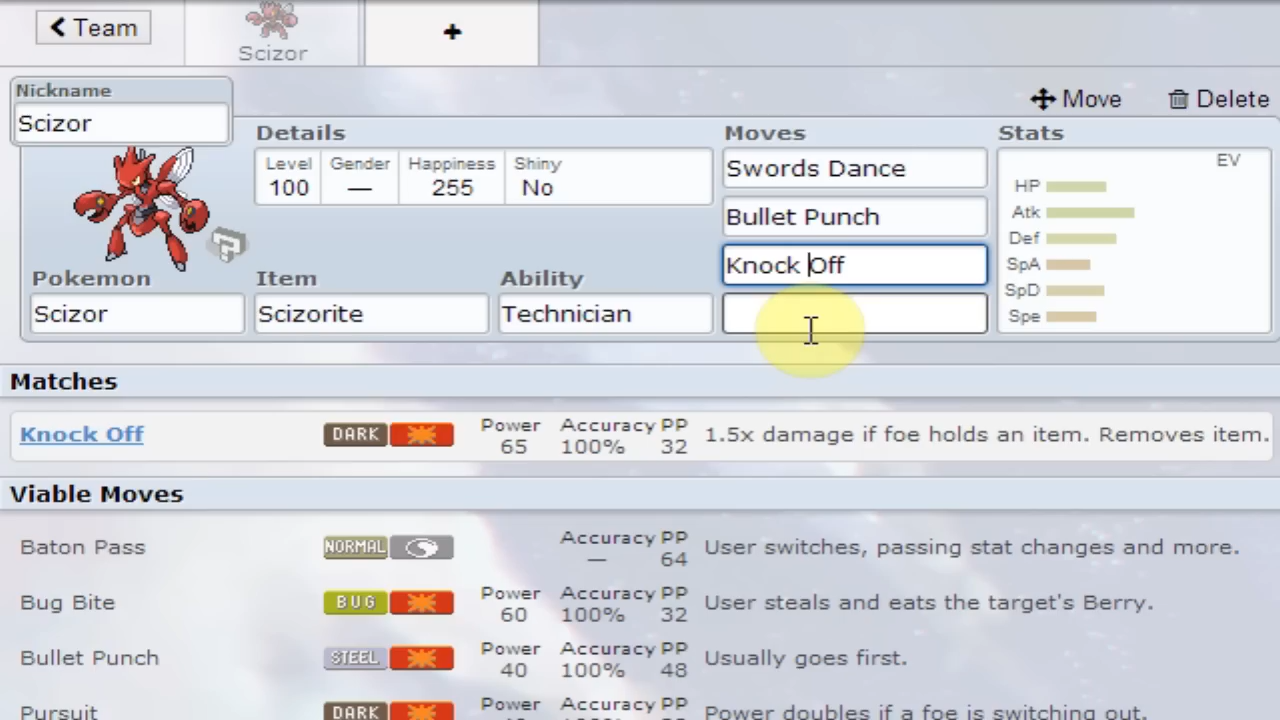 Team
Scizor
+
Move
Delete
Nickname
Scizor
Details
Level
Gender
Happiness
Shiny
100
—
255
No
Pokemon
Scizor
Item
Scizorite
Ability
Technician
Moves
Swords Dance
Bullet Punch
Knock Off
Stats
EV
HP
Atk
Def
SpA
SpD
Spe
Matches
Knock Off DARK Power 65 Accuracy 100% PP 32 1.5x damage if foe holds an item. Removes item.
Viable Moves
Baton Pass NORMAL Accuracy — PP 64 User switches, passing stat changes and more.
Bug Bite BUG Power 60 Accuracy 100% PP 32 User steals and eats the target's Berry.
Bullet Punch STEEL Power 40 Accuracy 100% PP 48 Usually goes first.
Pursuit DARK Power Accuracy PP Power doubles if a foe is switching out.